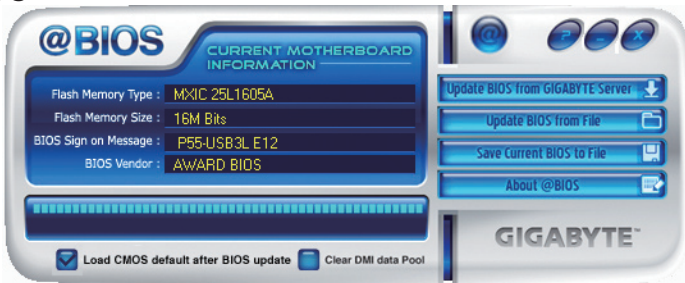 @BIOS
CURRENT MOTHERBOARD
INFORMATION
Flash Memory Type : MXIC 25L1605A
Flash Memory Size : 16M Bits
BIOS Sign on Message : P55-USB3L E12
BIOS Vendor : AWARD BIOS
Load CMOS default after BIOS update
Clear DMI data Pool
@ ? - X
Update BIOS from GIGABYTE Server
Update BIOS from File
Save Current BIOS to File
About @BIOS
GIGABYTE™